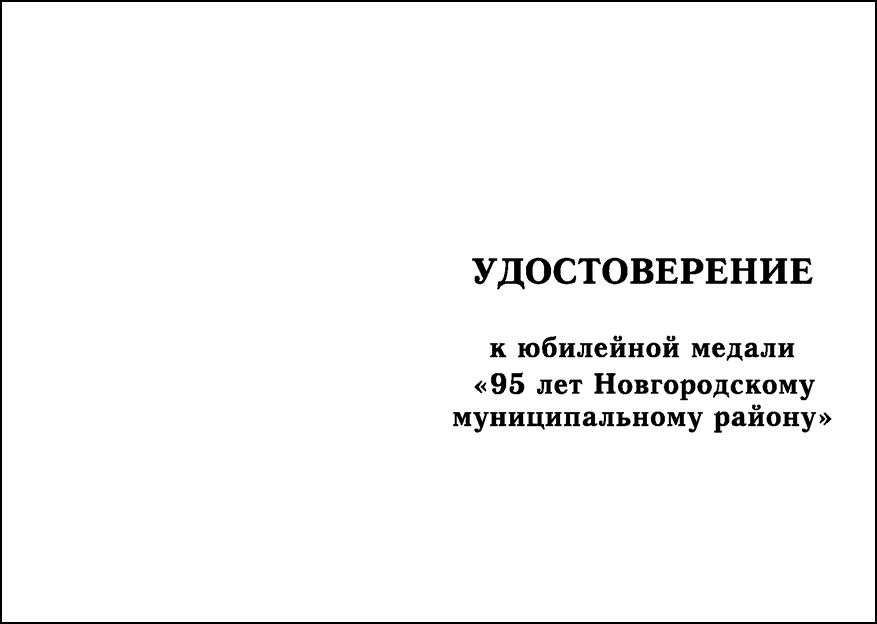 УДОСТОВЕРЕНИЕ
к юбилейной медали
«95 лет Новгородскому
муниципальному району»